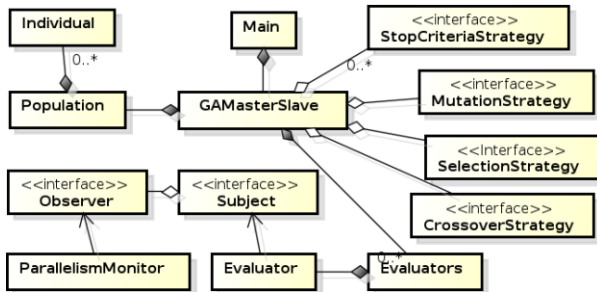 Individual
Main
<<interface>>
StopCriteriaStrategy
0..*
0..*
<<interface>>
MutationStrategy
Population
GAMasterSlave
<<Interface>>
SelectionStrategy
<<interface>>
Observer
<<interface>>
Subject
<<interface>>
CrossoverStrategy
0..*
ParallelismMonitor
Evaluator
Evaluators